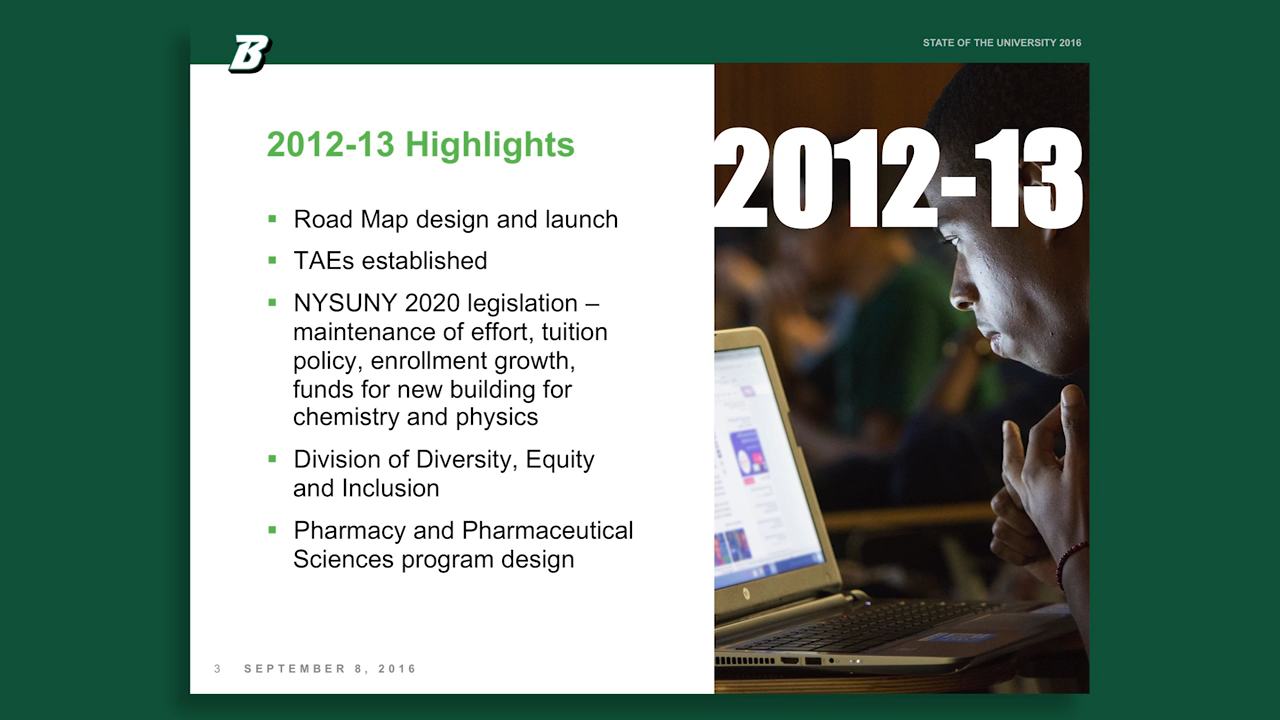 B
STATE OF THE UNIVERSITY 2016
2012-13 Highlights
2012-13
▪ Road Map design and launch
▪ TAEs established
▪ NYSUNY 2020 legislation –
maintenance of effort, tuition
policy, enrollment growth,
funds for new building for
chemistry and physics
▪ Division of Diversity, Equity
and Inclusion
▪ Pharmacy and Pharmaceutical
Sciences program design
3 SEPTEMBER 8, 2016